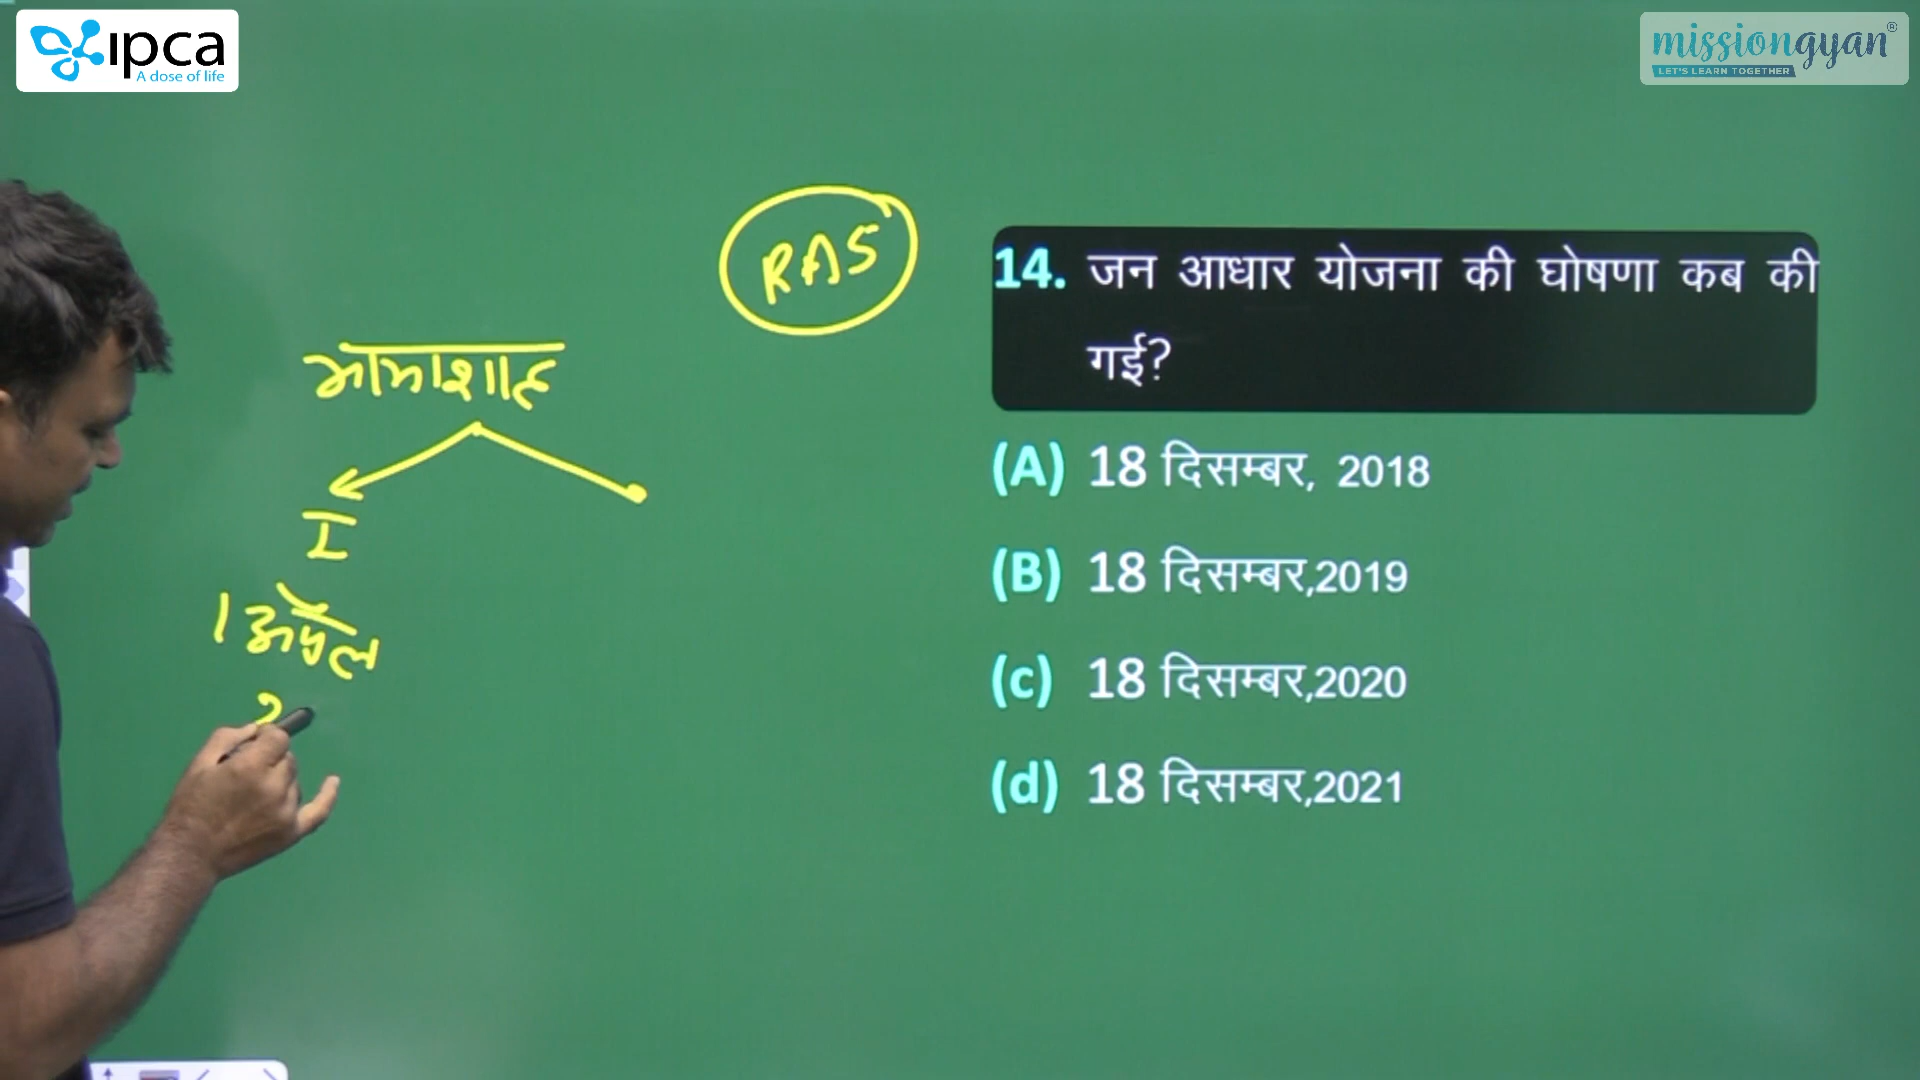 ipca
A dose of life
missiongyan®
LET'S LEARN TOGETHER
RAS
भामाशाह
I
1 अप्रैल
2
14. जन आधार योजना की घोषणा कब की
गई?
(A) 18 दिसम्बर, 2018
(B) 18 दिसम्बर,2019
(c) 18 दिसम्बर,2020
(d) 18 दिसम्बर,2021